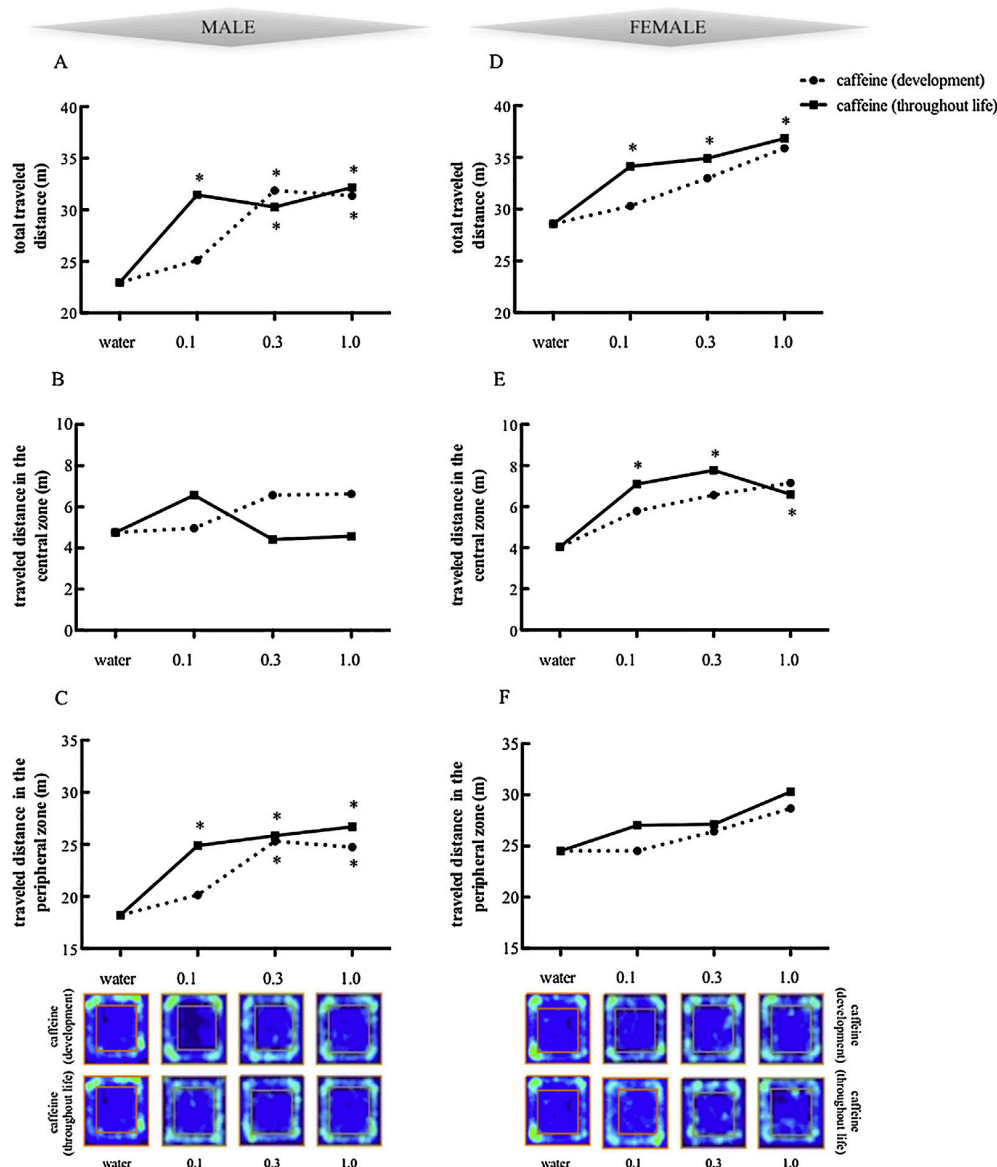 MALE
FEMALE
A
D
caffeine (development)
caffeine (throughout life)
40
35
30
25
20
total traveled
distance (m)
* * *
* *
water 0.1 0.3 1.0
40
35
30
25
20
total traveled
distance (m)
* * *
water 0.1 0.3 1.0
B
E
10
8
6
4
2
0
traveled distance in the
central zone (m)
water 0.1 0.3 1.0
10
8
6
4
2
0
traveled distance in the
central zone (m)
* *
*
water 0.1 0.3 1.0
C
F
35
30
25
20
15
traveled distance in the
peripheral zone (m)
* * *
* *
water 0.1 0.3 1.0
35
30
25
20
15
traveled distance in the
peripheral zone (m)
water 0.1 0.3 1.0
caffeine
(development)
caffeine
(throughout life)
water 0.1 0.3 1.0
caffeine
(development)
caffeine
(throughout life)
water 0.1 0.3 1.0